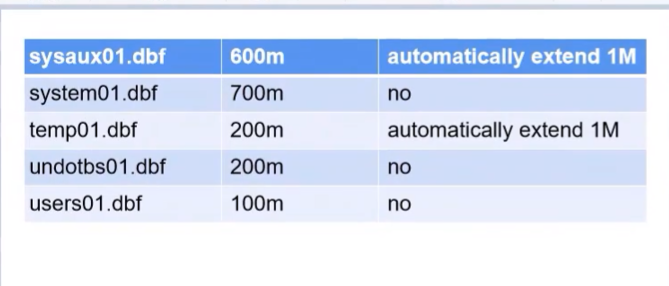 sysaux01.dbf 600m automatically extend 1M
system01.dbf 700m no
temp01.dbf 200m automatically extend 1M
undotbs01.dbf 200m no
users01.dbf 100m no